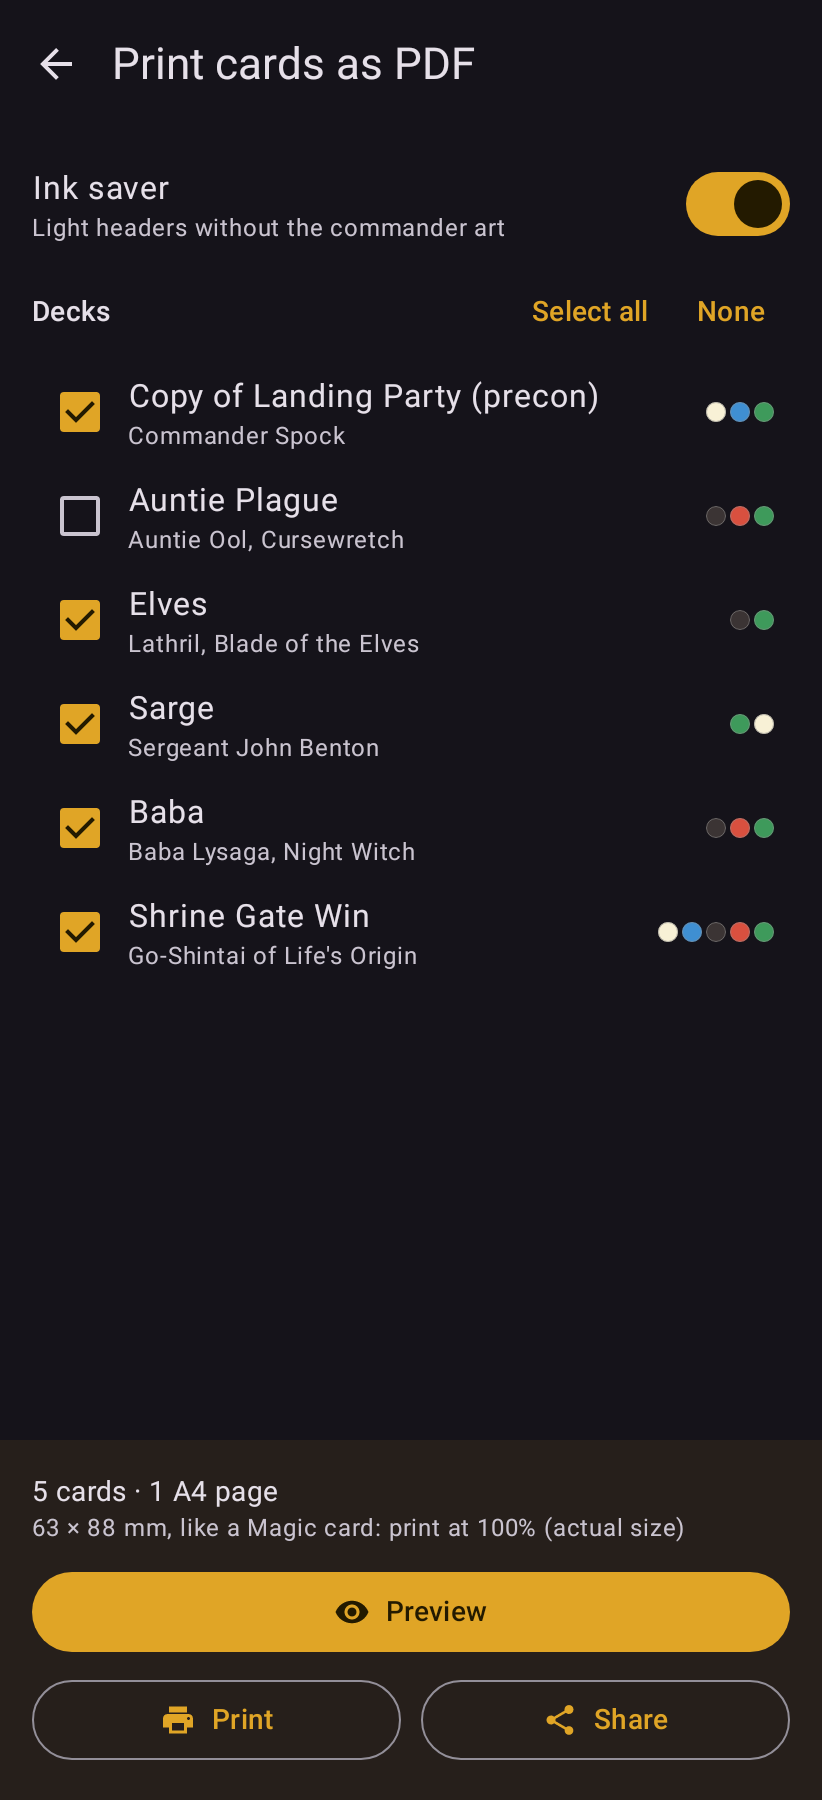 Print cards as PDF
Ink saver
Light headers without the commander art
Decks
Select all
None
Copy of Landing Party (precon)
Commander Spock
Auntie Plague
Auntie Ool, Cursewretch
Elves
Lathril, Blade of the Elves
Sarge
Sergeant John Benton
Baba
Baba Lysaga, Night Witch
Shrine Gate Win
Go-Shintai of Life's Origin
5 cards · 1 A4 page
63 × 88 mm, like a Magic card: print at 100% (actual size)
Preview
Print
Share